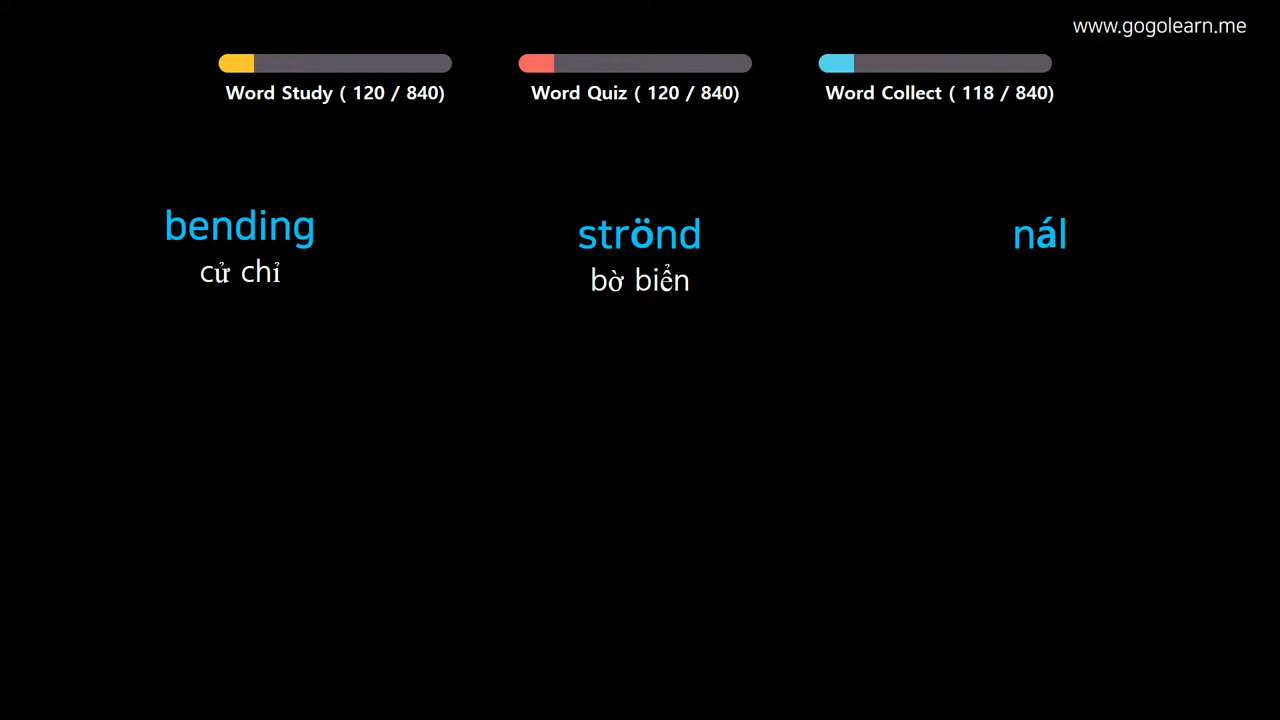 www.gogolearn.me
Word Study ( 120 / 840)
Word Quiz ( 120 / 840)
Word Collect ( 118 / 840)
bending
cử chỉ
strönd
bờ biển
nál